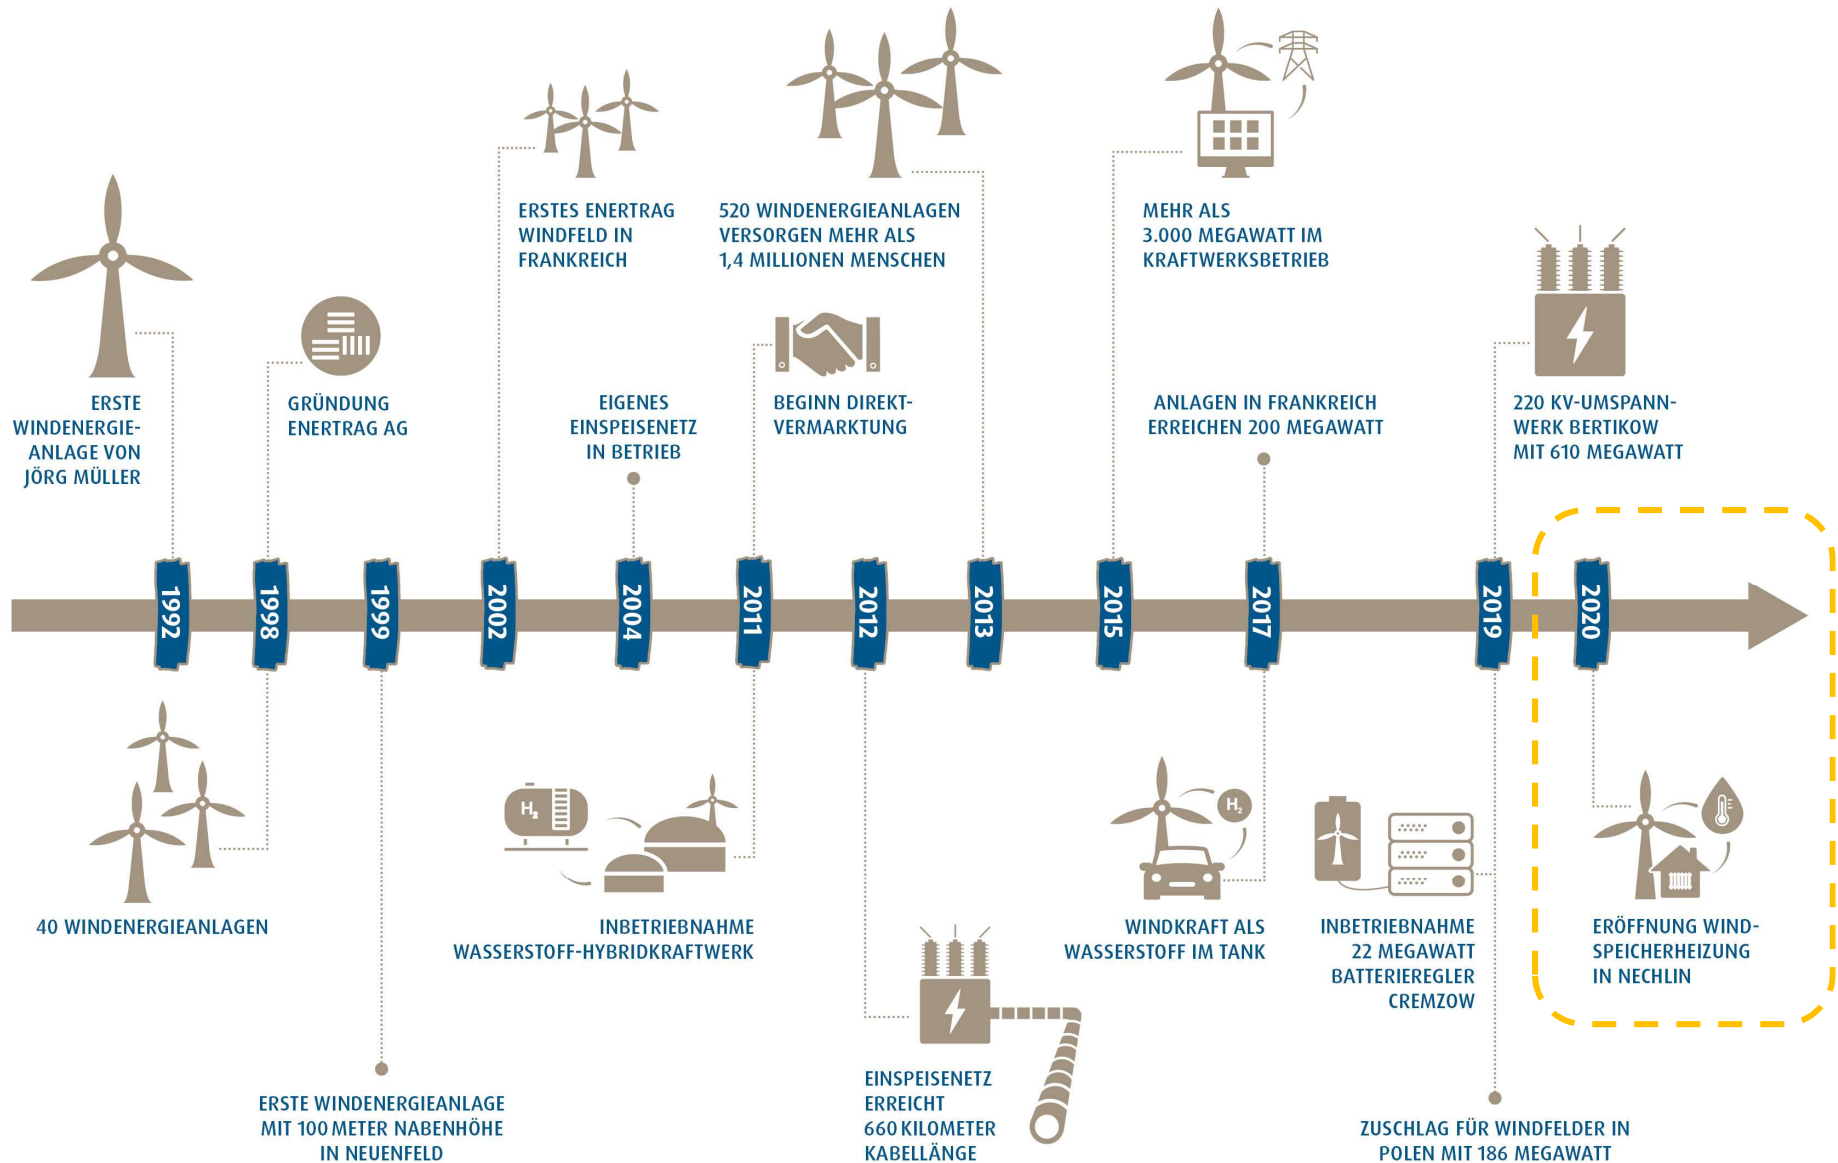 ERSTES ENERTRAG
WINDFELD IN
FRANKREICH
520 WINDENERGIEANLAGEN
VERSORGEN MEHR ALS
1,4 MILLIONEN MENSCHEN
MEHR ALS
3.000 MEGAWATT IM
KRAFTWERKSBETRIEB
ERSTE
WINDENERGIE-
ANLAGE VON
JÖRG MÜLLER
GRÜNDUNG
ENERTRAG AG
EIGENES
EINSPEISENETZ
IN BETRIEB
BEGINN DIREKT-
VERMARKTUNG
ANLAGEN IN FRANKREICH
ERREICHEN 200 MEGAWATT
220 KV-UMSPANN-
WERK BERTIKOW
MIT 610 MEGAWATT
1992
1998
1999
2002
2004
2011
2012
2013
2015
2017
2019
2020
40 WINDENERGIEANLAGEN
H2
INBETRIEBNAHME
WASSERSTOFF-HYBRIDKRAFTWERK
H2
WINDKRAFT ALS
WASSERSTOFF IM TANK
INBETRIEBNAHME
22 MEGAWATT
BATTERIEREGLER
CREMZOW
ERÖFFNUNG WIND-
SPEICHERHEIZUNG
IN NECHLIN
ERSTE WINDENERGIEANLAGE
MIT 100 METER NABENHÖHE
IN NEUENFELD
EINSPEISENETZ
ERREICHT
660 KILOMETER
KABELLÄNGE
ZUSCHLAG FÜR WINDFELDER IN
POLEN MIT 186 MEGAWATT